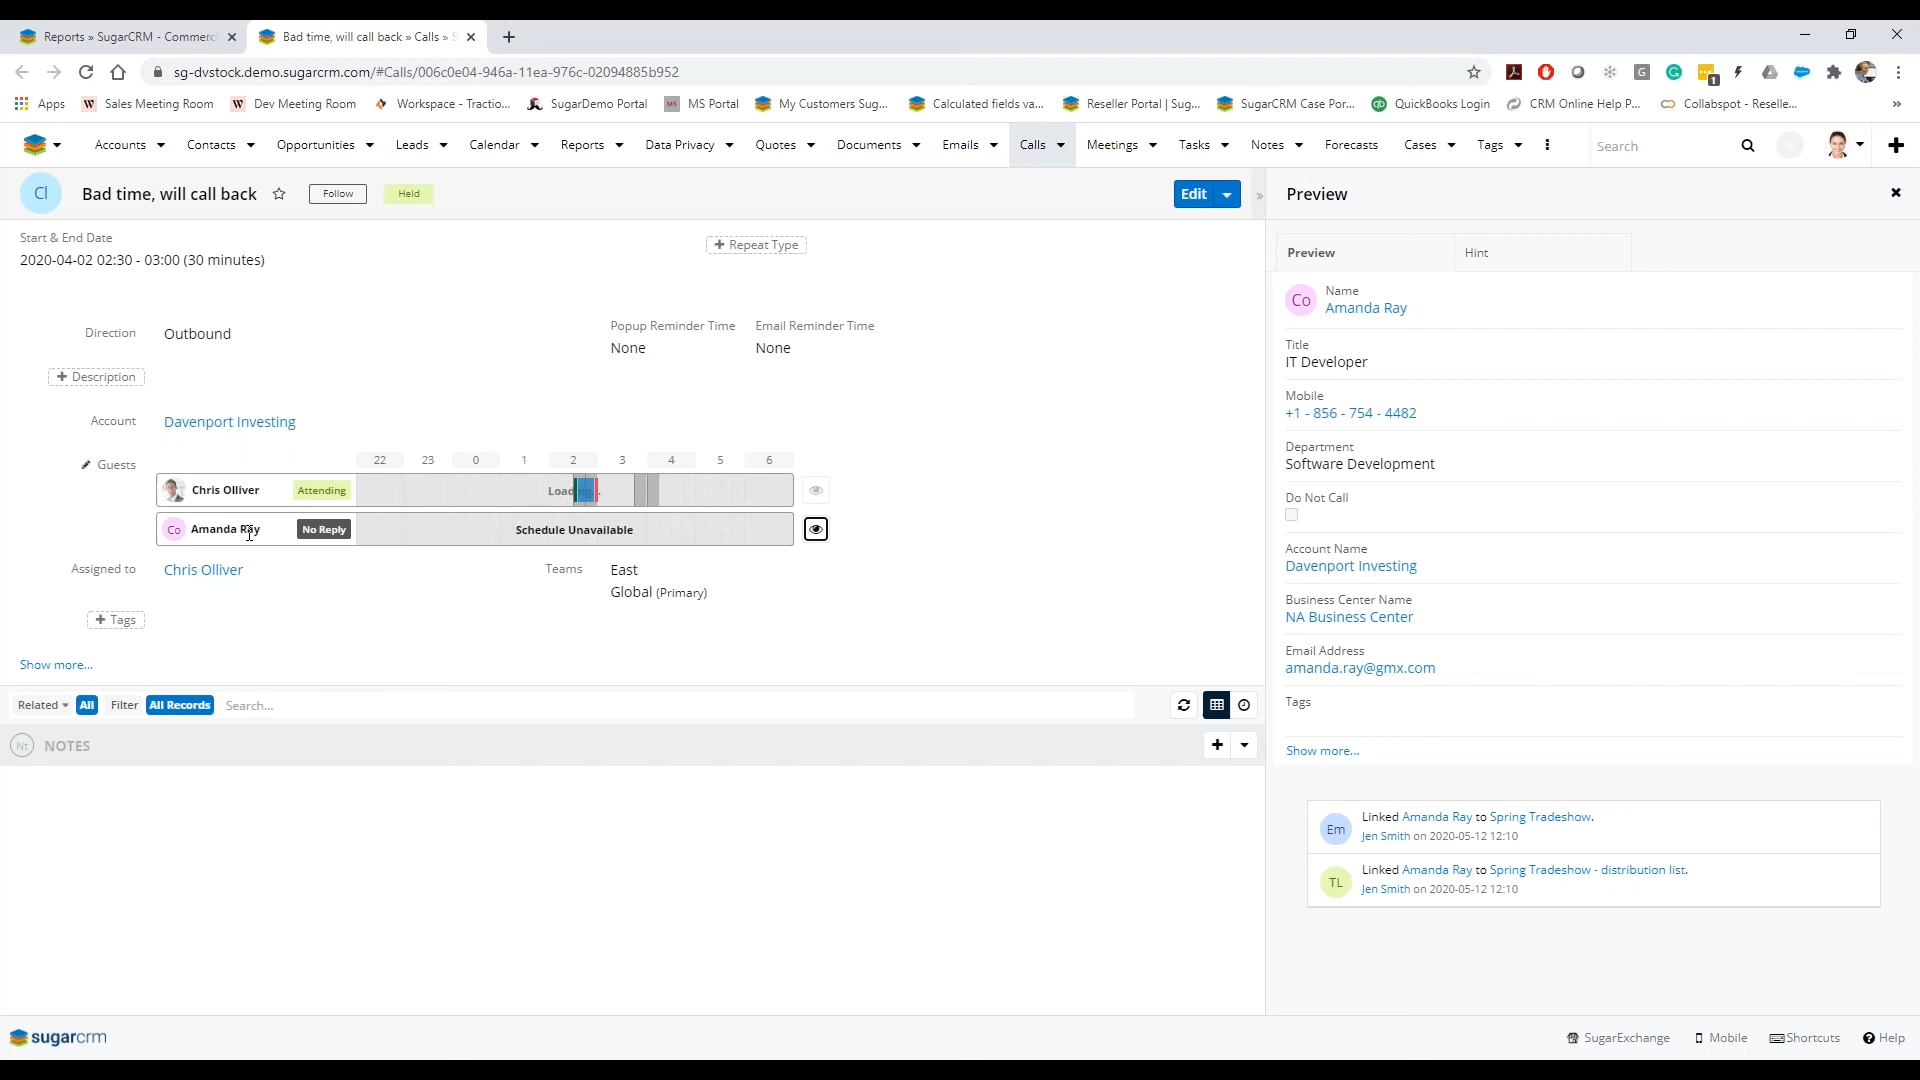 Reports » SugarCRM - Commerci
Bad time, will call back » Calls » S
sg-dvstock.demo.sugarcrm.com/#Calls/006c0e04-946a-11ea-976c-02094885b952
Apps Sales Meeting Room Dev Meeting Room Workspace - Tractio... SugarDemo Portal MS Portal My Customers Sug... Calculated fields va... Reseller Portal | Sug... SugarCRM Case Por... QuickBooks Login CRM Online Help P... Collabspot - Reselle... »
Accounts Contacts Opportunities Leads Calendar Reports Data Privacy Quotes Documents Emails Calls Meetings Tasks Notes Forecasts Cases Tags Search
Cl Bad time, will call back Follow Held Edit » Preview
Start & End Date
2020-04-02 02:30 - 03:00 (30 minutes)
+ Repeat Type
Direction Outbound
Popup Reminder Time Email Reminder Time
None None
+ Description
Account Davenport Investing
Guests 22 23 0 1 2 3 4 5 6
Chris Olliver Attending
Co Amanda Ray No Reply Schedule Unavailable
Assigned to Chris Olliver Teams East
Global (Primary)
+ Tags
Show more...
Related All Filter All Records Search...
Nt NOTES
Preview Hint
Co Name
Amanda Ray
Title
IT Developer
Mobile
+1 - 856 - 754 - 4482
Department
Software Development
Do Not Call
Account Name
Davenport Investing
Business Center Name
NA Business Center
Email Address
amanda.ray@gmx.com
Tags
Show more...
Em Linked Amanda Ray to Spring Tradeshow.
Jen Smith on 2020-05-12 12:10
TL Linked Amanda Ray to Spring Tradeshow - distribution list.
Jen Smith on 2020-05-12 12:10
sugarcrm SugarExchange Mobile Shortcuts Help